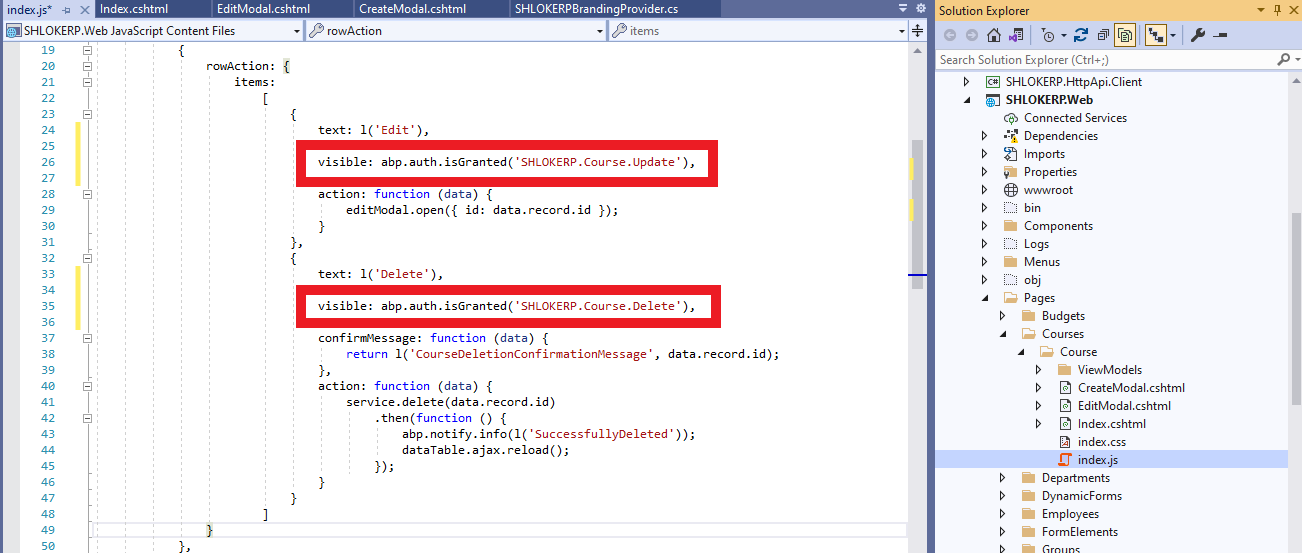 index.js*
Index.cshtml
EditModal.cshtml
CreateModal.cshtml
SHLOKERPBrandingProvider.cs
SHLOKERP.Web JavaScript Content Files
rowAction
items
19 {
20 rowAction: {
21 items:
22 [
23 {
24 text: l('Edit'),
25
26 visible: abp.auth.isGranted('SHLOKERP.Course.Update'),
27
28 action: function (data) {
29 editModal.open({ id: data.record.id });
30 }
31 },
32 {
33 text: l('Delete'),
34
35 visible: abp.auth.isGranted('SHLOKERP.Course.Delete'),
36
37 confirmMessage: function (data) {
38 return l('CourseDeletionConfirmationMessage', data.record.id);
39 },
40 action: function (data) {
41 service.delete(data.record.id)
42 .then(function () {
43 abp.notify.info(l('SuccessfullyDeleted'));
44 dataTable.ajax.reload();
45 });
46 }
47 }
48 ]
49 }
50 },
Solution Explorer
Search Solution Explorer (Ctrl+;)
C# SHLOKERP.HttpApi.Client
SHLOKERP.Web
Connected Services
Dependencies
Imports
Properties
wwwroot
bin
Components
Logs
Menus
obj
Pages
Budgets
Courses
Course
ViewModels
CreateModal.cshtml
EditModal.cshtml
Index.cshtml
index.css
index.js
Departments
DynamicForms
Employees
FormElements
Groups